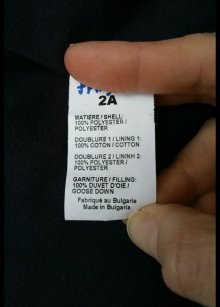 2A
MATIERE / SHELL:
100% POLYESTER /
POLYESTER
DOUBLURE 1 / LINING 1:
100% COTON / COTTON
DOUBLURE 2 / LININH 2:
100% POLYESTER /
POLYESTER
GARNITURE / FILLING:
100% DUVET D'OIE /
GOOSE DOWN
Fabriqué au Bulgarie
Made in Bulgaria